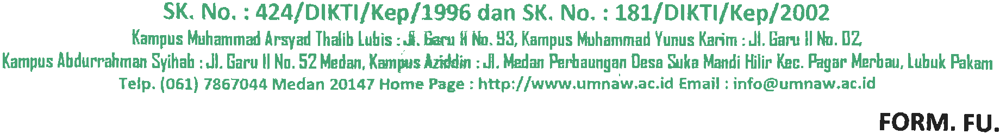 SK. No. : 424/DIKTI/Kep/1996 dan SK. No. : 181/DIKTI/Kep/2002
Kampus Muhammad Arsyad Thalib Lubis : Jl. Garu II No. 93, Kampus Muhammad Yunus Karim : Jl. Garu II No. 02,
Kampus Abdurrahman Syihab : Jl. Garu II No. 52 Medan, Kampus Aziddin : Jl. Medan Perbaungan Desa Suka Mandi Hilir Kec. Pagar Merbau, Lubuk Pakam
Telp. (061) 7867044 Medan 20147 Home Page : http://www.umnaw.ac.id Email : info@umnaw.ac.id
FORM. FU.